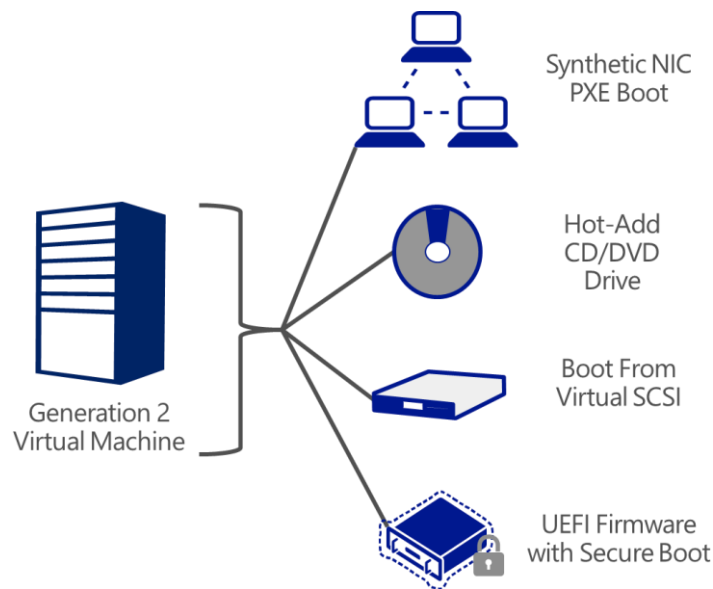 Synthetic NIC
PXE Boot
Hot-Add
CD/DVD
Drive
Generation 2
Virtual Machine
Boot From
Virtual SCSI
UEFI Firmware
with Secure Boot